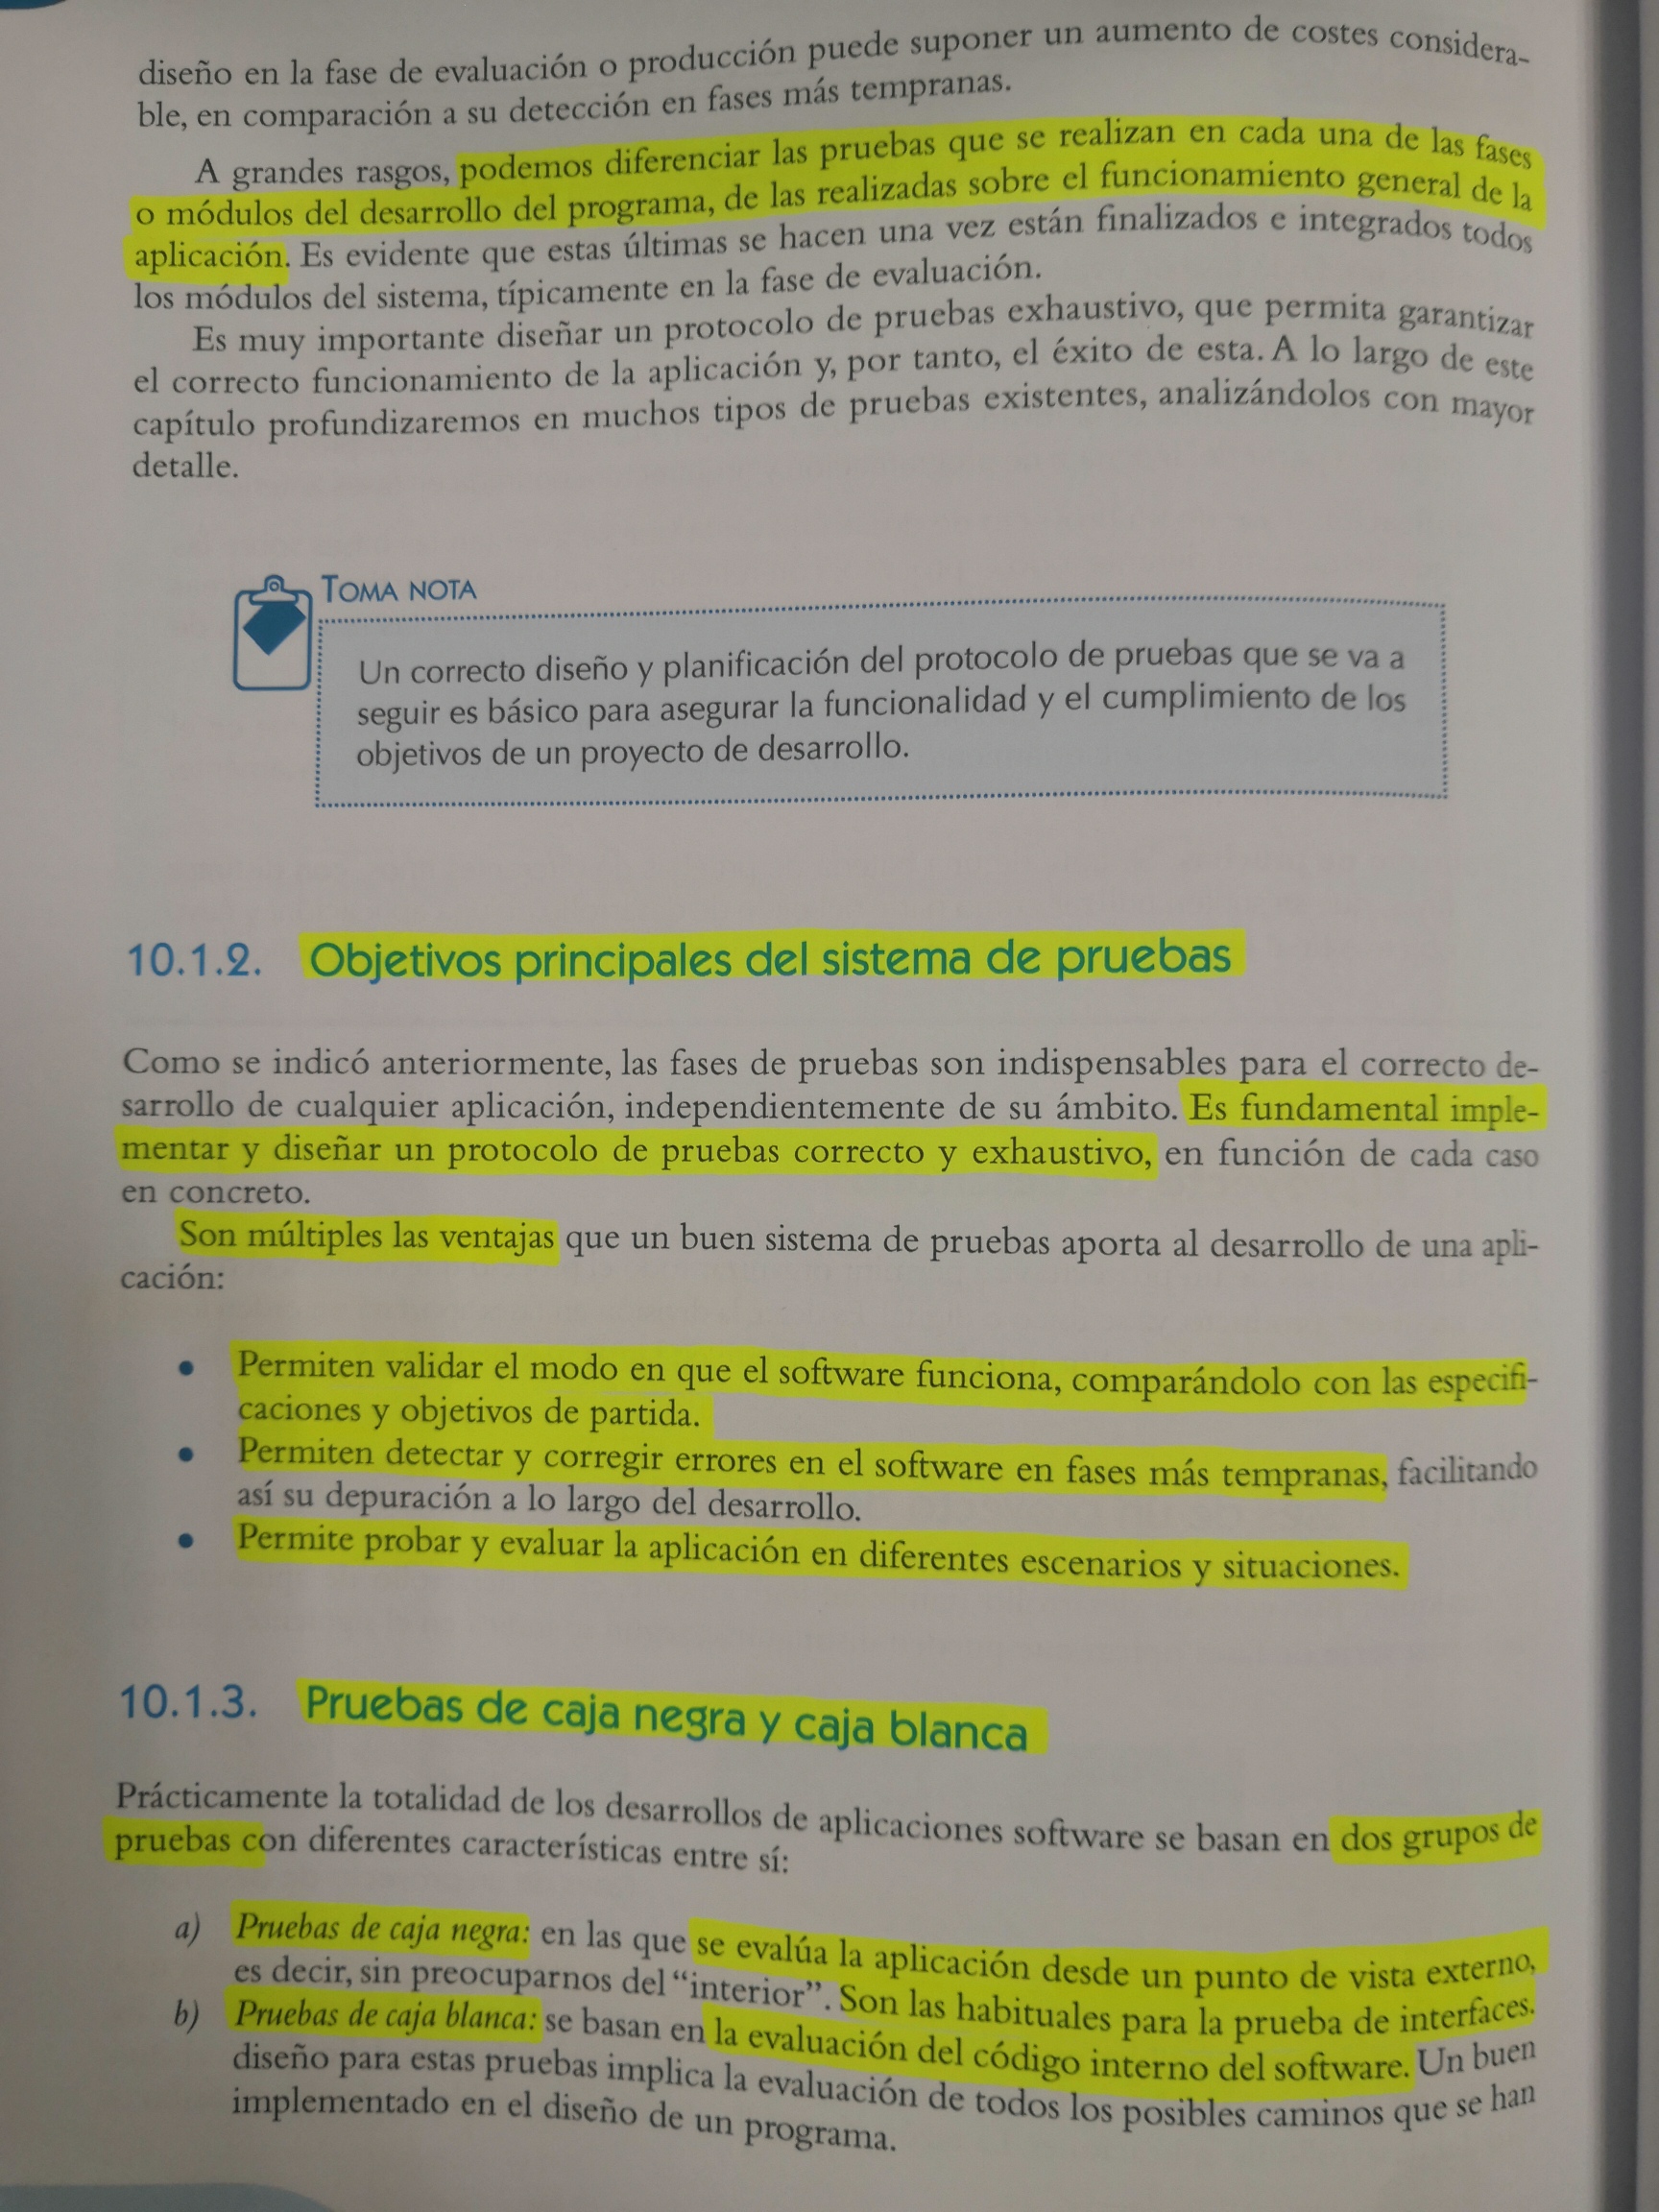 diseño en la fase de evaluación o producción puede suponer un aumento de costes considera-
ble, en comparación a su detección en fases más tempranas.
A grandes rasgos, podemos diferenciar las pruebas que se realizan en cada una de las fases
o módulos del desarrollo del programa, de las realizadas sobre el funcionamiento general de la
aplicación. Es evidente que estas últimas se hacen una vez están finalizados e integrados todos
los módulos del sistema, típicamente en la fase de evaluación.
Es muy importante diseñar un protocolo de pruebas exhaustivo, que permita garantizar
el correcto funcionamiento de la aplicación y, por tanto, el éxito de esta. A lo largo de este
capítulo profundizaremos en muchos tipos de pruebas existentes, analizándolos con mayor
detalle.
TOMA NOTA
Un correcto diseño y planificación del protocolo de pruebas que se va a
seguir es básico para asegurar la funcionalidad y el cumplimiento de los
objetivos de un proyecto de desarrollo.
10.1.2. Objetivos principales del sistema de pruebas
Como se indicó anteriormente, las fases de pruebas son indispensables para el correcto de-
sarrollo de cualquier aplicación, independientemente de su ámbito. Es fundamental imple-
mentar y diseñar un protocolo de pruebas correcto y exhaustivo, en función de cada caso
en concreto.
Son múltiples las ventajas que un buen sistema de pruebas aporta al desarrollo de una apli-
cación:
• Permiten validar el modo en que el software funciona, comparándolo con las especifi-
caciones y objetivos de partida.
• Permiten detectar y corregir errores en el software en fases más tempranas, facilitando
así su depuración a lo largo del desarrollo.
• Permite probar y evaluar la aplicación en diferentes escenarios y situaciones.
10.1.3. Pruebas de caja negra y caja blanca
Prácticamente la totalidad de los desarrollos de aplicaciones software se basan en dos grupos de
pruebas con diferentes características entre sí:
a) Pruebas de caja negra: en las que se evalúa la aplicación desde un punto de vista externo,
es decir, sin preocuparnos del “interior”. Son las habituales para la prueba de interfaces.
b) Pruebas de caja blanca: se basan en la evaluación del código interno del software. Un buen
diseño para estas pruebas implica la evaluación de todos los posibles caminos que se han
implementado en el diseño de un programa.